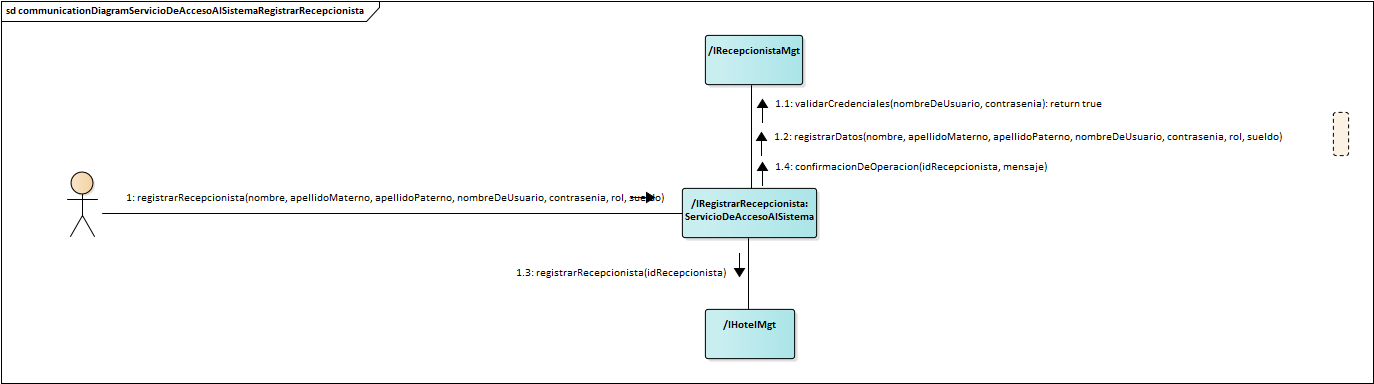 sd communicationDiagramServicioDeAccesoAlSistemaRegistrarRecepcionista
/IRecepcionistaMgt
1.1: validarCredenciales(nombreDeUsuario, contrasenia): return true
1.2: registrarDatos(nombre, apellidoMaterno, apellidoPaterno, nombreDeUsuario, contrasenia, rol, sueldo)
1.4: confirmacionDeOperacion(idRecepcionista, mensaje)
1: registrarRecepcionista(nombre, apellidoMaterno, apellidoPaterno, nombreDeUsuario, contrasenia, rol, sueldo)
/IRegistrarRecepcionista:
ServicioDeAccesoAlSistema
1.3: registrarRecepcionista(idRecepcionista)
/IHotelMgt